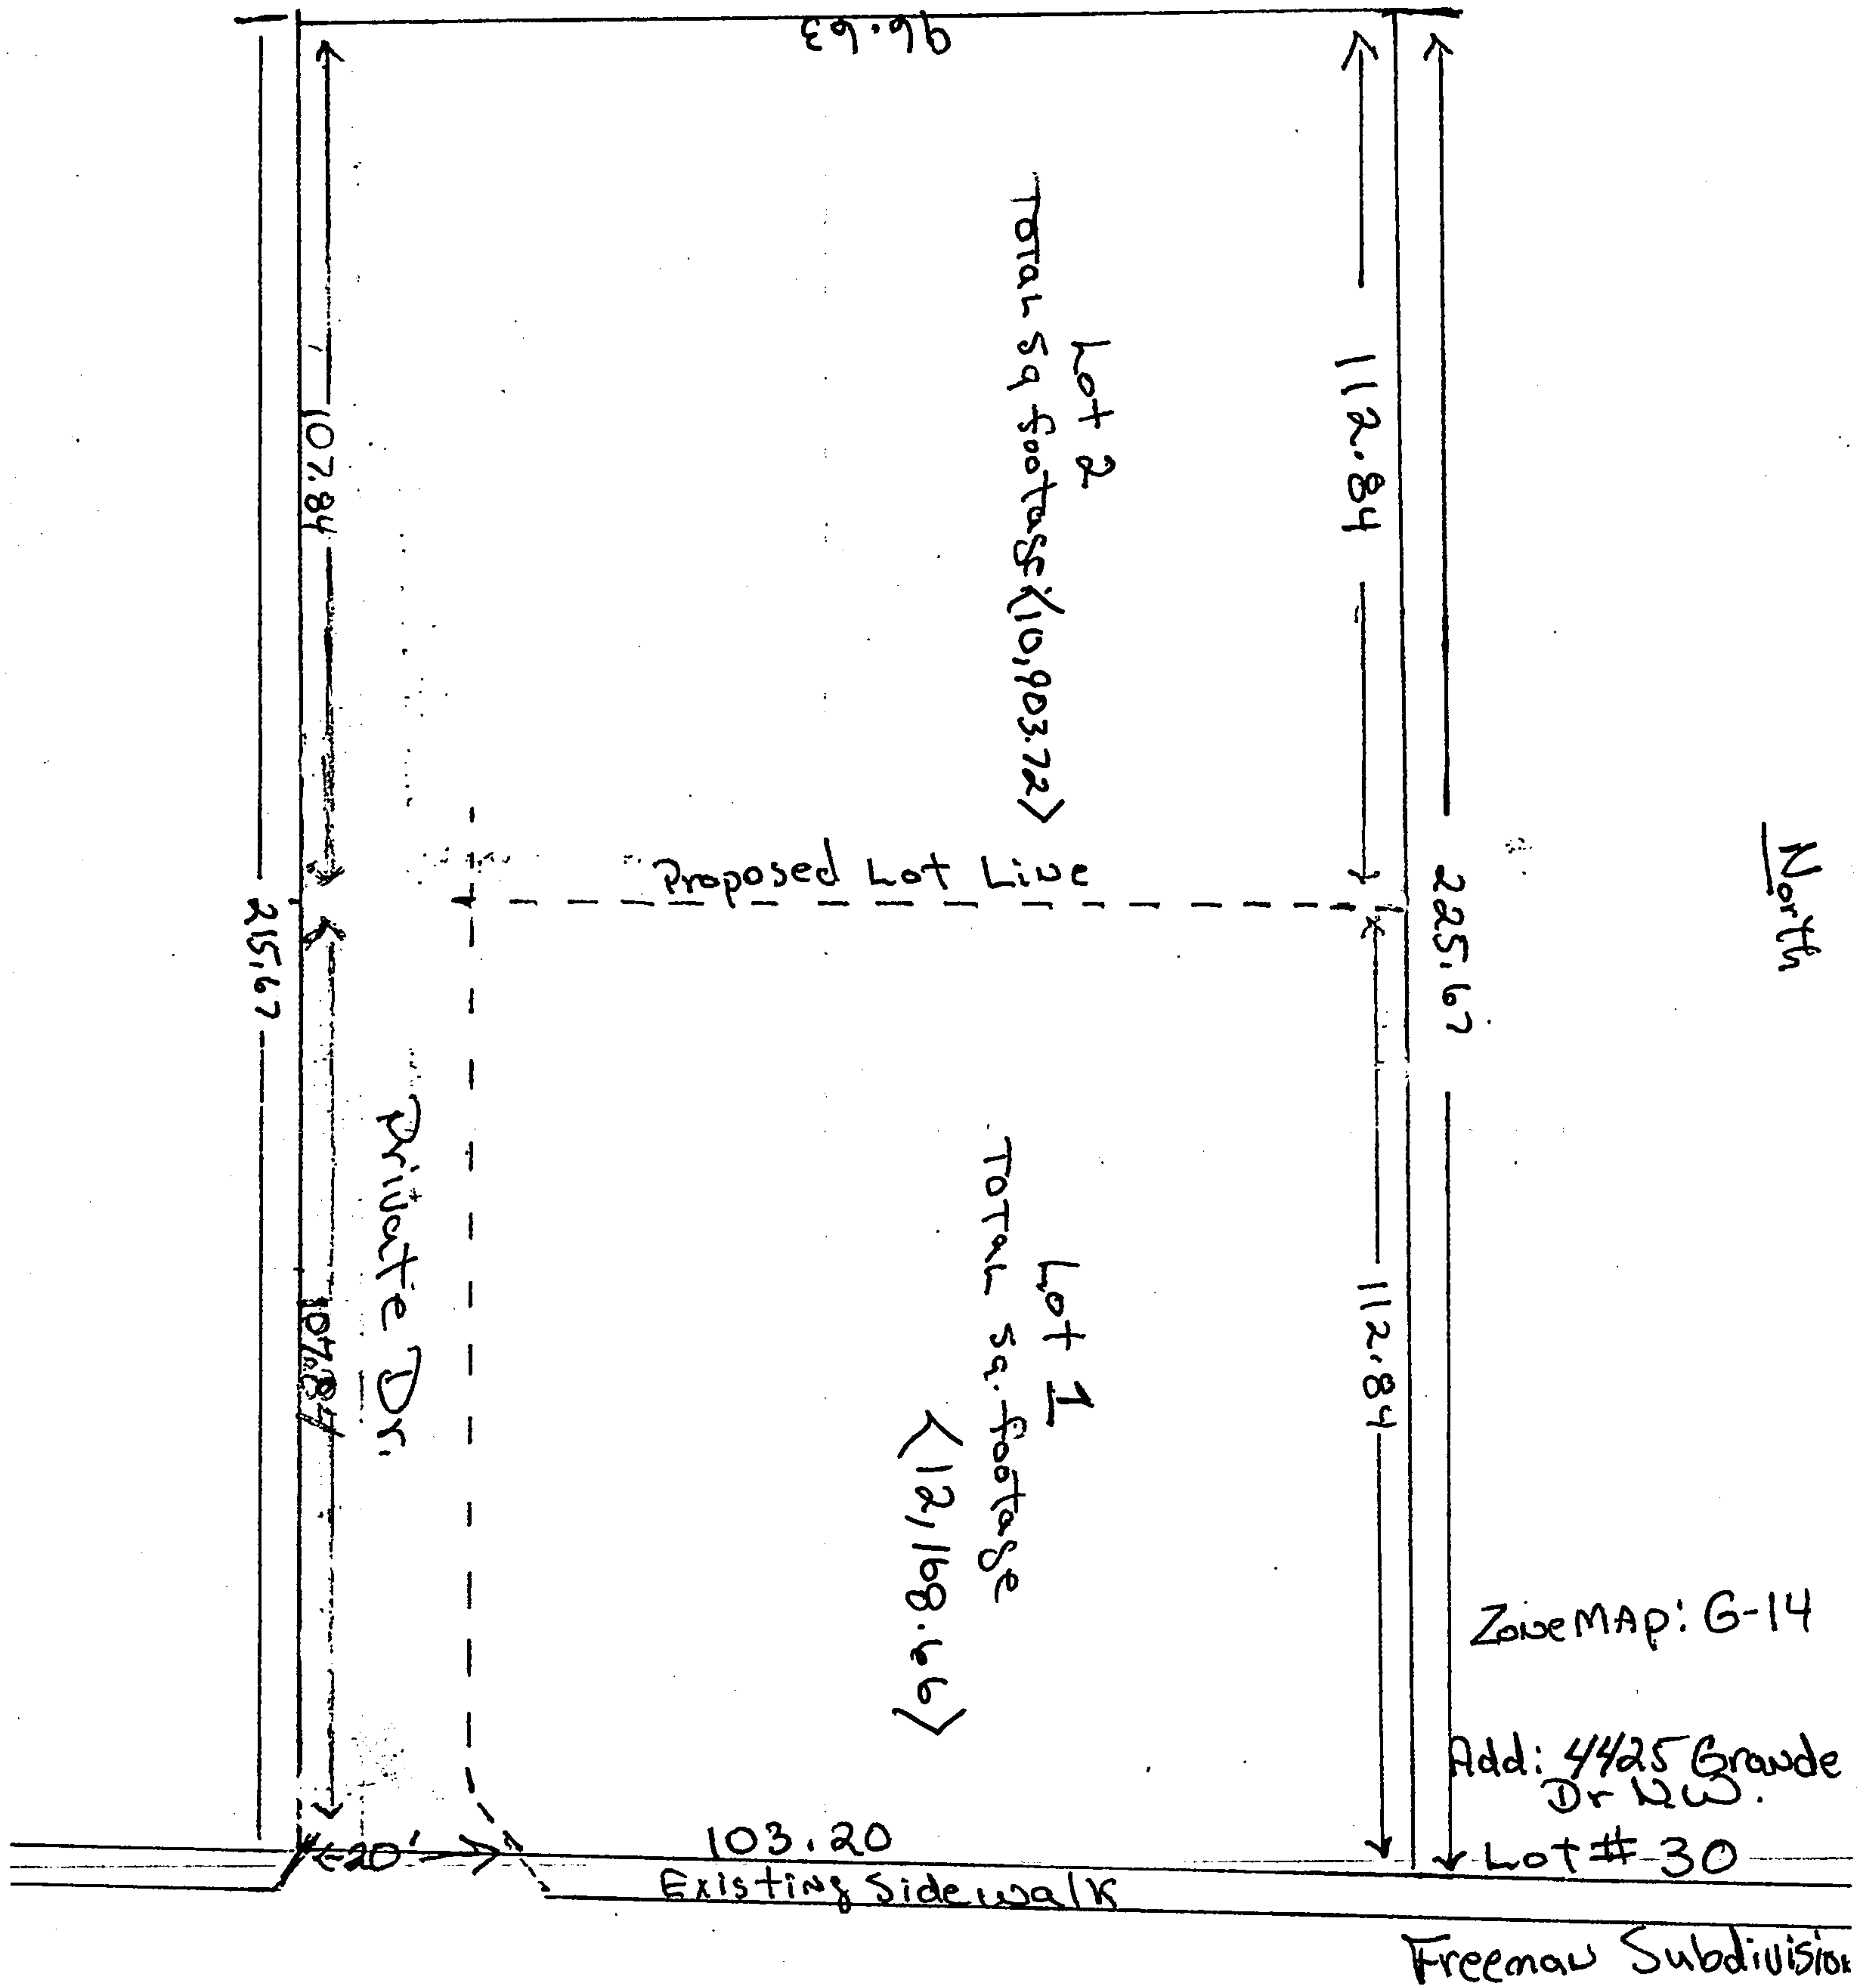 96.63
Lot 2
Total sq footage <10,903.72>
112.84
107.84
225.67
215.67
North
Proposed Lot Line
Lot 1
Total sq. footage
<12,168.66>
112.84
107.84
Private Dr.
Zone MAP: G-14
Add: 4425 Grande
Dr NW.
Lot # 30
20'
103.20
Existing Sidewalk
Freeman Subdivision